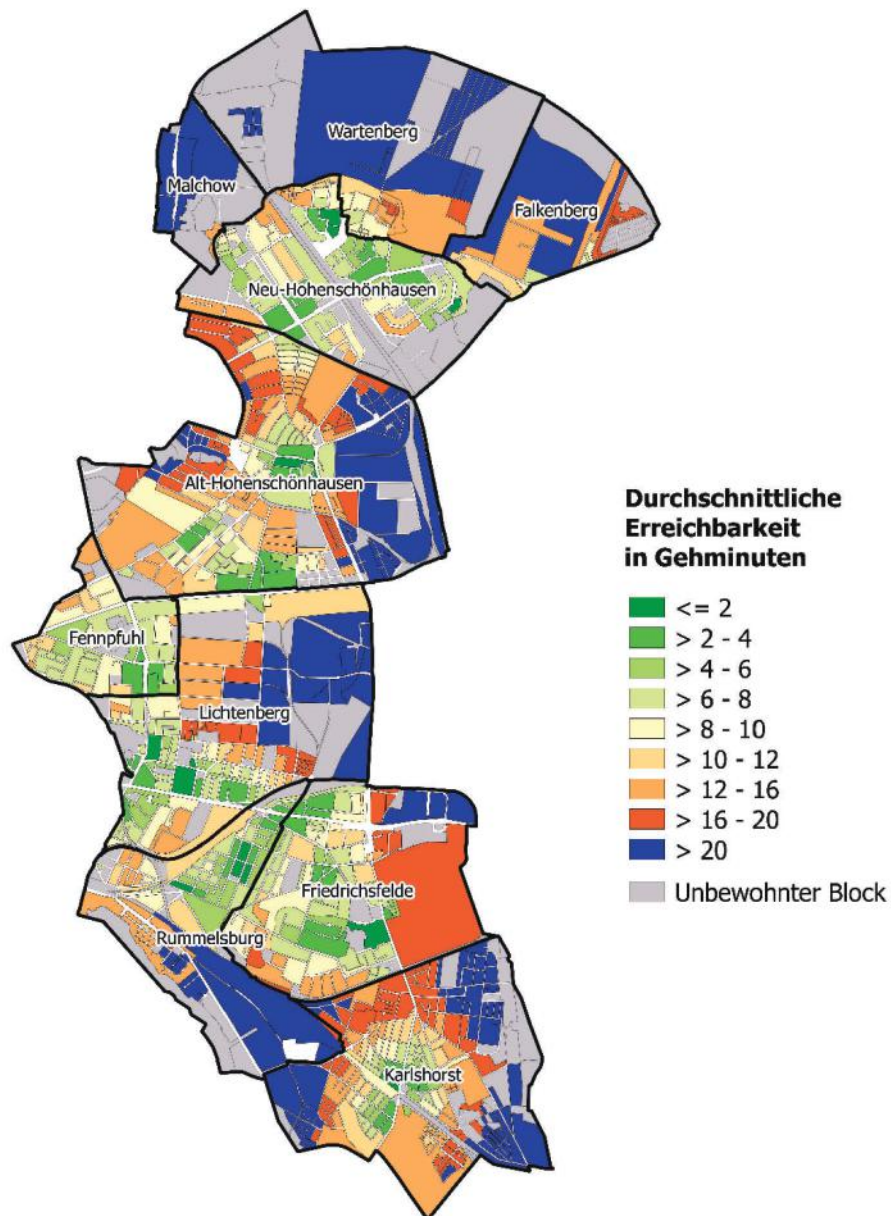 Wartenberg
Malchow
Falkenberg
Neu-Hohenschönhausen
Alt-Hohenschönhausen
Fennpfuhl
Lichtenberg
Friedrichsfelde
Rummelsburg
Karlshorst
Durchschnittliche
Erreichbarkeit
in Gehminuten
<= 2
> 2 - 4
> 4 - 6
> 6 - 8
> 8 - 10
> 10 - 12
> 12 - 16
> 16 - 20
> 20
Unbewohnter Block